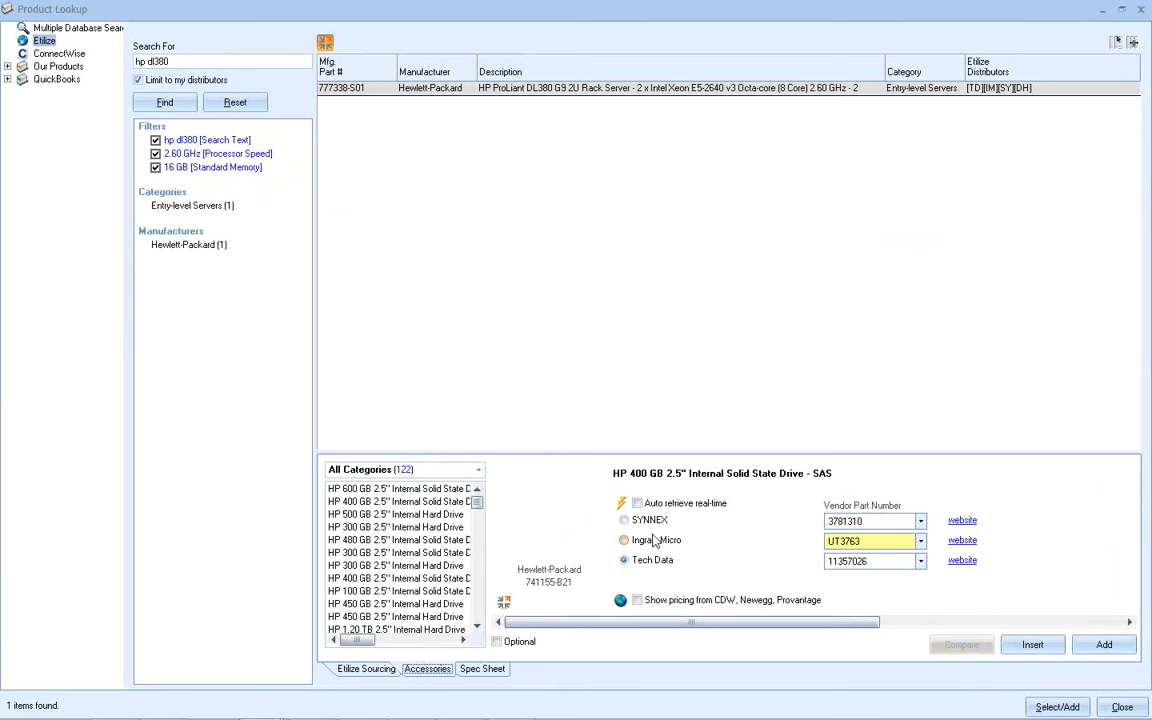 Product Lookup
Multiple Database Sear
Etilize
ConnectWise
Our Products
QuickBooks
Search For
hp dl380
Limit to my distributors
Find
Reset
Filters
hp dl380 [Search Text]
2.60 GHz [Processor Speed]
16 GB [Standard Memory]
Categories
Entry-level Servers (1)
Manufacturers
Hewlett-Packard (1)
Mfg. Part #
Manufacturer
Description
Category
Etilize Distributors
777338-S01
Hewlett-Packard
HP ProLiant DL380 G9 2U Rack Server - 2 x Intel Xeon E5-2640 v3 Octa-core (8 Core) 2.60 GHz - 2
Entry-level Servers
[TD][IM][SY][DH]
All Categories (122)
HP 600 GB 2.5" Internal Solid State D
HP 400 GB 2.5" Internal Solid State D
HP 500 GB 2.5" Internal Hard Drive
HP 300 GB 2.5" Internal Hard Drive
HP 480 GB 2.5" Internal Solid State D
HP 300 GB 2.5" Internal Hard Drive
HP 300 GB 2.5" Internal Hard Drive
HP 400 GB 2.5" Internal Solid State D
HP 100 GB 2.5" Internal Solid State D
HP 450 GB 2.5" Internal Hard Drive
HP 450 GB 2.5" Internal Hard Drive
HP 1.20 TB 2.5" Internal Hard Drive
Hewlett-Packard
741155-B21
HP 400 GB 2.5" Internal Solid State Drive - SAS
Auto retrieve real-time
Vendor Part Number
SYNNEX
3781310
website
Ingram Micro
UT3763
website
Tech Data
11357026
website
Show pricing from CDW, Newegg, Provantage
Optional
Compare
Insert
Add
Etilize Sourcing
Accessories
Spec Sheet
1 items found.
Select/Add
Close